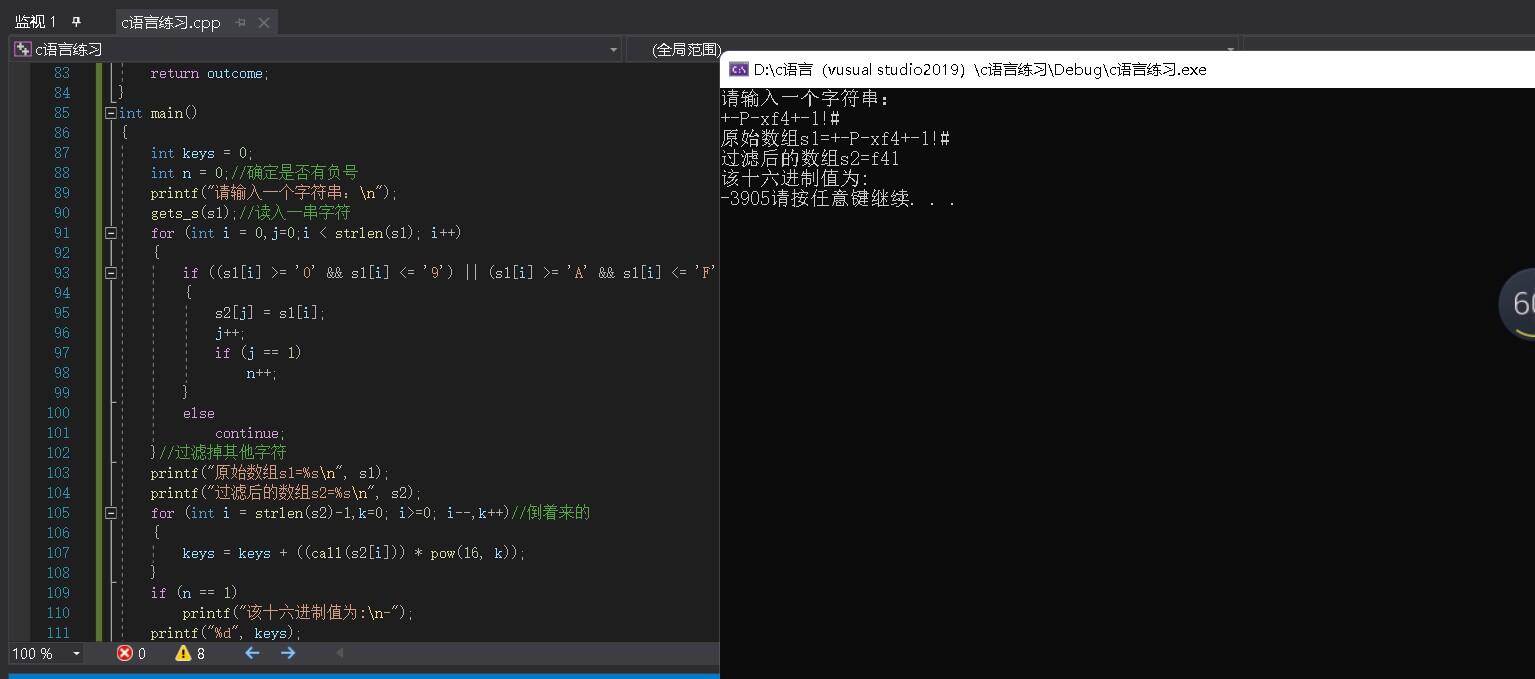 监视 1
c语言练习.cpp
c语言练习
(全局范围)
83 return outcome;
84 }
85 int main()
86 {
87 int keys = 0;
88 int n = 0;//确定是否有负号
89 printf("请输入一个字符串：\n");
90 gets_s(s1);//读入一串字符
91 for (int i = 0,j=0;i < strlen(s1); i++)
92 {
93 if ((s1[i] >= '0' && s1[i] <= '9') || (s1[i] >= 'A' && s1[i] <= 'F'
94 {
95 s2[j] = s1[i];
96 j++;
97 if (j == 1)
98 n++;
99 }
100 else
101 continue;
102 }//过滤掉其他字符
103 printf("原始数组s1=%s\n", s1);
104 printf("过滤后的数组s2=%s\n", s2);
105 for (int i = strlen(s2)-1,k=0; i>=0; i--,k++)//倒着来的
106 {
107 keys = keys + ((call(s2[i])) * pow(16, k));
108 }
109 if (n == 1)
110 printf("该十六进制值为:\n-");
111 printf("%d", keys);
100 %
0
8
D:\c语言（vusual studio2019）\c语言练习\Debug\c语言练习.exe
请输入一个字符串：
+-P-xf4+-1!#
原始数组s1=+-P-xf4+-1!#
过滤后的数组s2=f41
该十六进制值为:
-3905请按任意键继续. . .